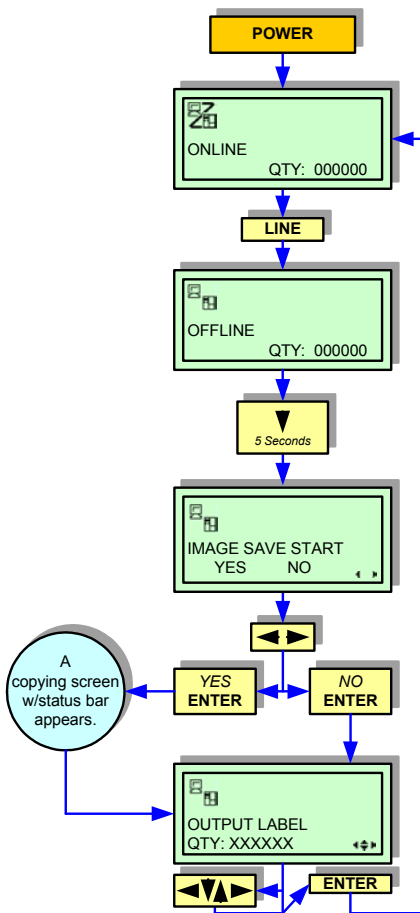 POWER
ONLINE
QTY: 000000
LINE
OFFLINE
QTY: 000000
5 Seconds
IMAGE SAVE START
YES NO
A
copying screen
w/status bar
appears.
YES
ENTER
NO
ENTER
OUTPUT LABEL
QTY: XXXXXX
ENTER